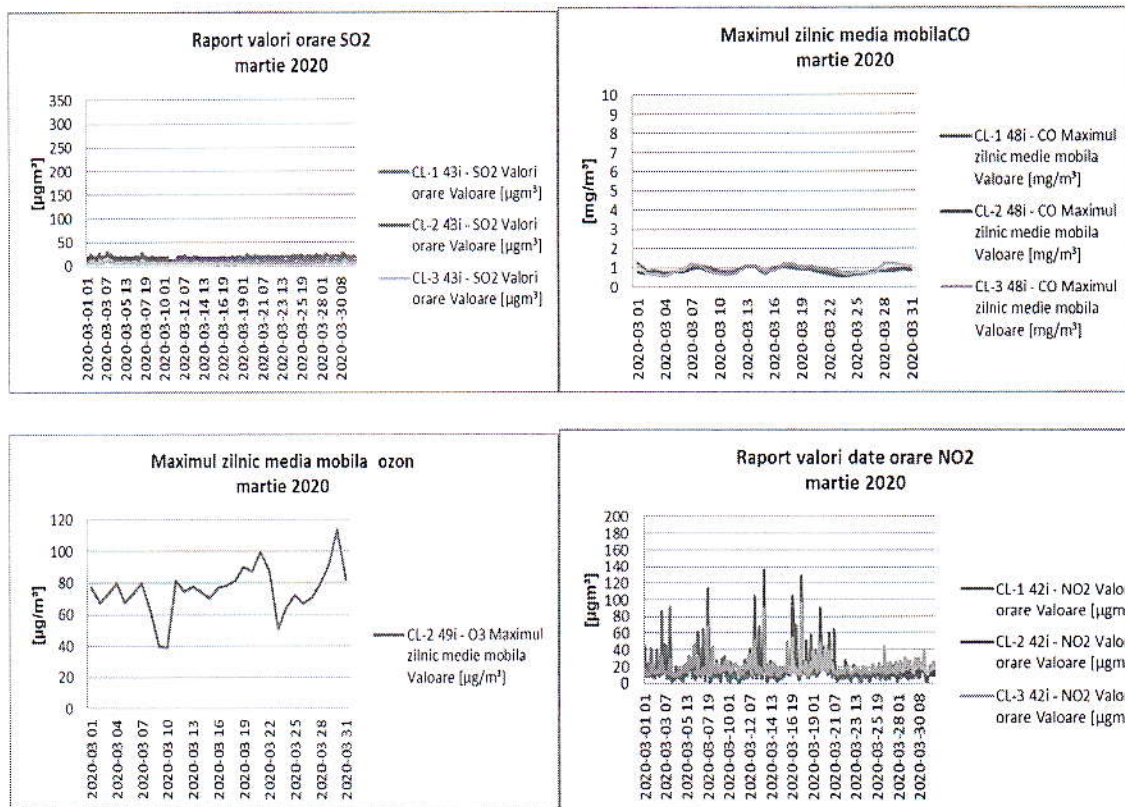 Raport valori orare SO2
martie 2020
350
300
250
200
150
100
50
0
[µgm³]
2020-03-01 01
2020-03-03 07
2020-03-05 13
2020-03-07 19
2020-03-10 01
2020-03-12 07
2020-03-14 13
2020-03-16 19
2020-03-19 01
2020-03-21 07
2020-03-23 13
2020-03-25 19
2020-03-28 01
2020-03-30 08
CL-1 43i - SO2 Valori
orare Valoare [µgm³]
CL-2 43i - SO2 Valori
orare Valoare [µgm³]
CL-3 43i - SO2 Valori
orare Valoare [µgm³]
Maximul zilnic media mobilaCO
martie 2020
10
9
8
7
6
5
4
3
2
1
0
[mg/m³]
2020-03 01
2020-03 04
2020-03 07
2020-03 10
2020-03 13
2020-03 16
2020-03 19
2020-03 22
2020-03 25
2020-03 28
2020-03 31
CL-1 48i - CO Maximul
zilnic medie mobila
Valoare [mg/m³]
CL-2 48i - CO Maximul
zilnic medie mobila
Valoare [mg/m³]
CL-3 48i - CO Maximul
zilnic medie mobila
Valoare [mg/m³]
Maximul zilnic media mobila ozon
martie 2020
120
100
80
60
40
20
0
[µg/m³]
2020-03 01
2020-03 04
2020-03 07
2020-03 10
2020-03 13
2020-03 16
2020-03 19
2020-03 22
2020-03 25
2020-03 28
2020-03 31
CL-2 49i - O3 Maximul
zilnic medie mobila
Valoare [µg/m³]
Raport valori date orare NO2
martie 2020
200
180
160
140
120
100
80
60
40
20
0
[µgm³]
2020-03-01 01
2020-03-03 07
2020-03-05 13
2020-03-07 19
2020-03-10 01
2020-03-12 07
2020-03-14 13
2020-03-16 19
2020-03-19 01
2020-03-21 07
2020-03-23 13
2020-03-25 19
2020-03-28 01
2020-03-30 08
CL-1 42i - NO2 Valo
orare Valoare [µgm
CL-2 42i - NO2 Valo
orare Valoare [µgm
CL-3 42i - NO2 Valo
orare Valoare [µgm